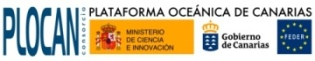 PLOCAN
consorcio
PLATAFORMA OCEÁNICA DE CANARIAS
MINISTERIO
DE CIENCIA
E INNOVACIÓN
Gobierno
de Canarias
FEDER